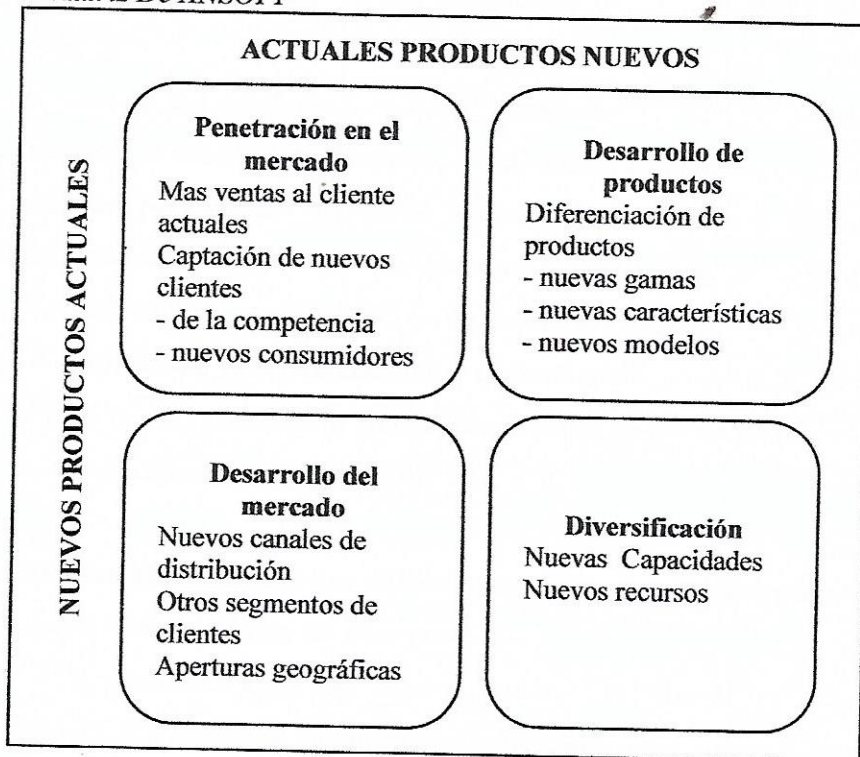 ANSOFF
ACTUALES PRODUCTOS NUEVOS
NUEVOS PRODUCTOS ACTUALES
Penetración en el
mercado
Mas ventas al cliente
actuales
Captación de nuevos
clientes
- de la competencia
- nuevos consumidores
Desarrollo de
productos
Diferenciación de
productos
- nuevas gamas
- nuevas características
- nuevos modelos
Desarrollo del
mercado
Nuevos canales de
distribución
Otros segmentos de
clientes
Aperturas geográficas
Diversificación
Nuevas Capacidades
Nuevos recursos